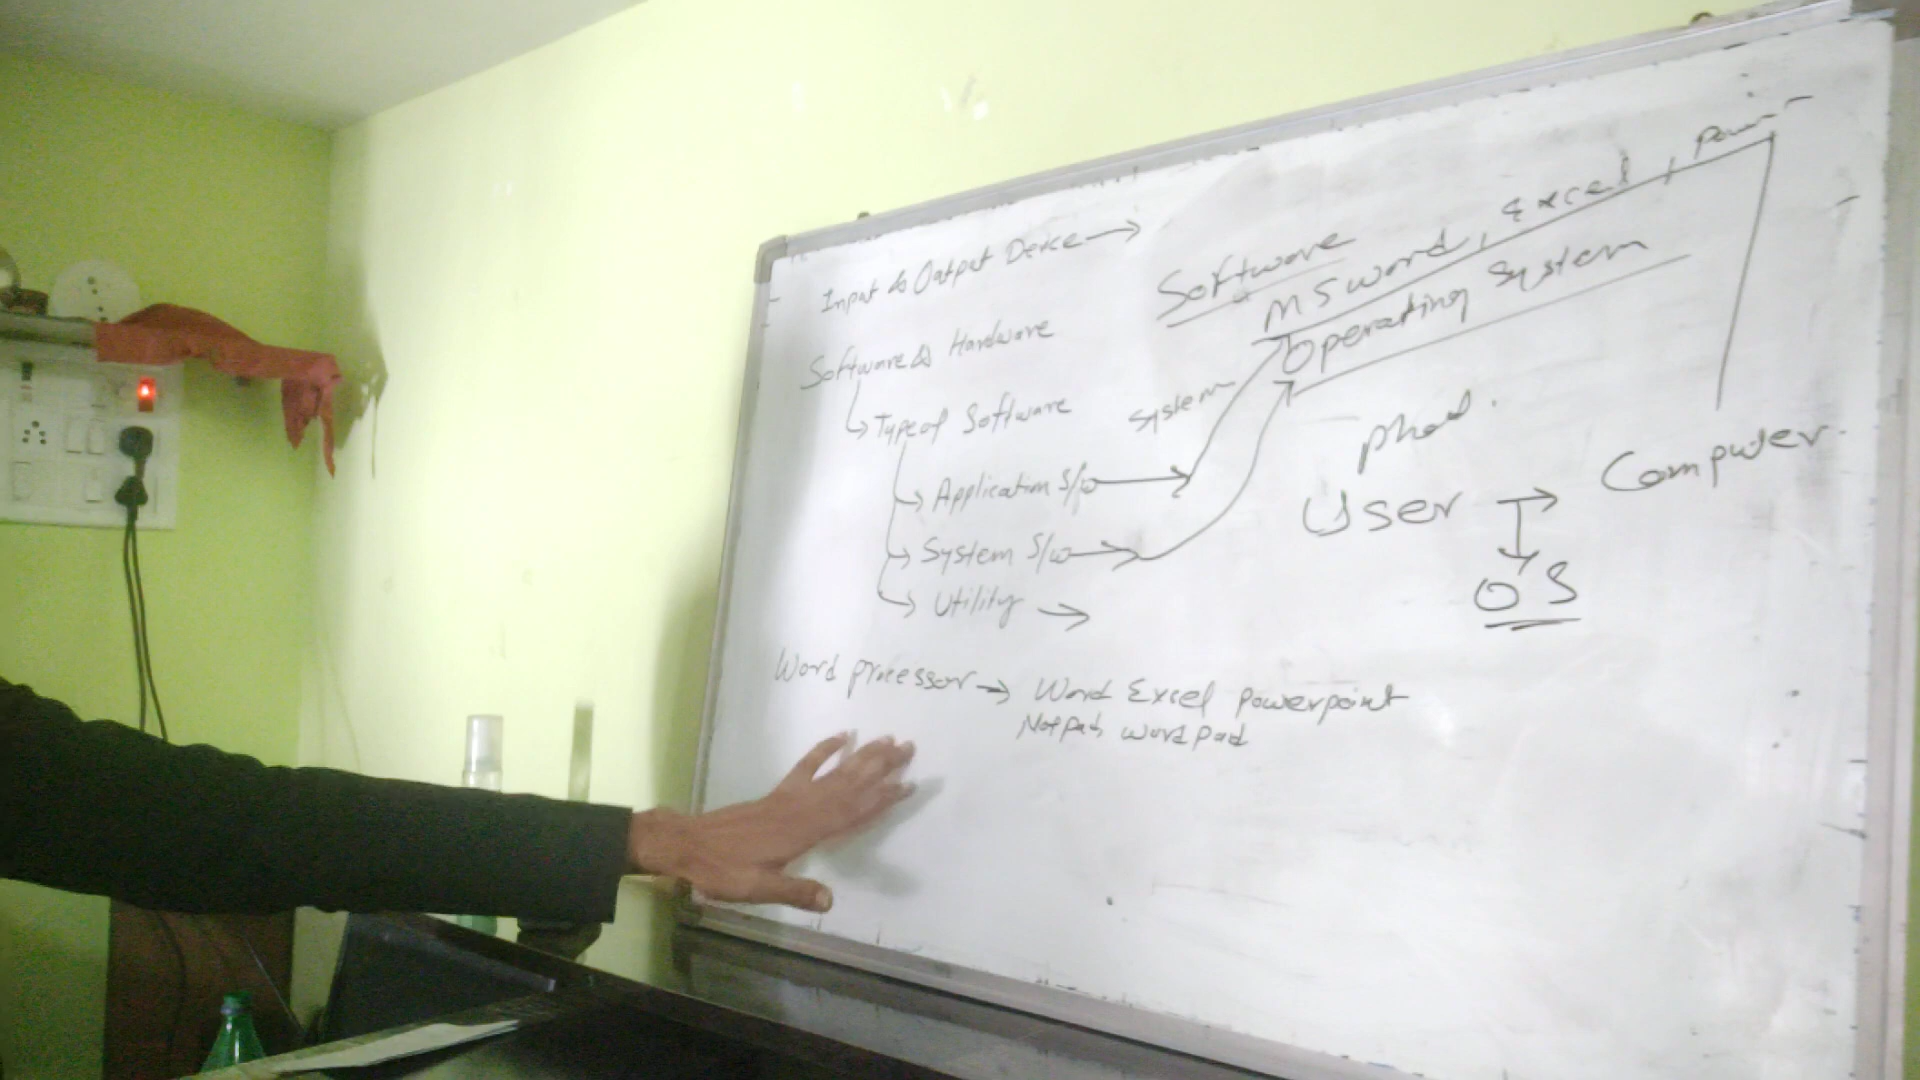 Input & Output Device →
Software & Hardware
Type of Software
Application S/w →
System S/w →
Utility →
Word processor → Word Excel powerpoint
Notpad wordpad
Software
MS word, Excel, Power
Operating System
System
User → Computer
OS